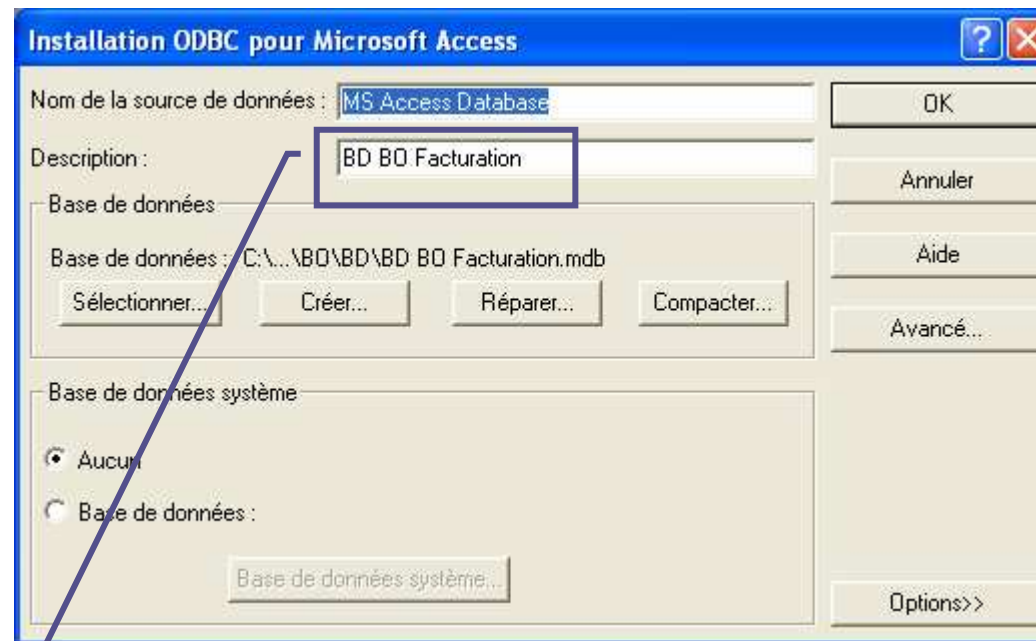 Installation ODBC pour Microsoft Access
Nom de la source de données : MS Access Database
OK
Description : BD BO Facturation
Annuler
Base de données
Base de données : C:\...\BO\BD\BD BO Facturation.mdb
Aide
Sélectionner... Créer... Réparer... Compacter...
Avancé...
Base de données système
Aucun
Base de données :
Base de données système...
Options>>